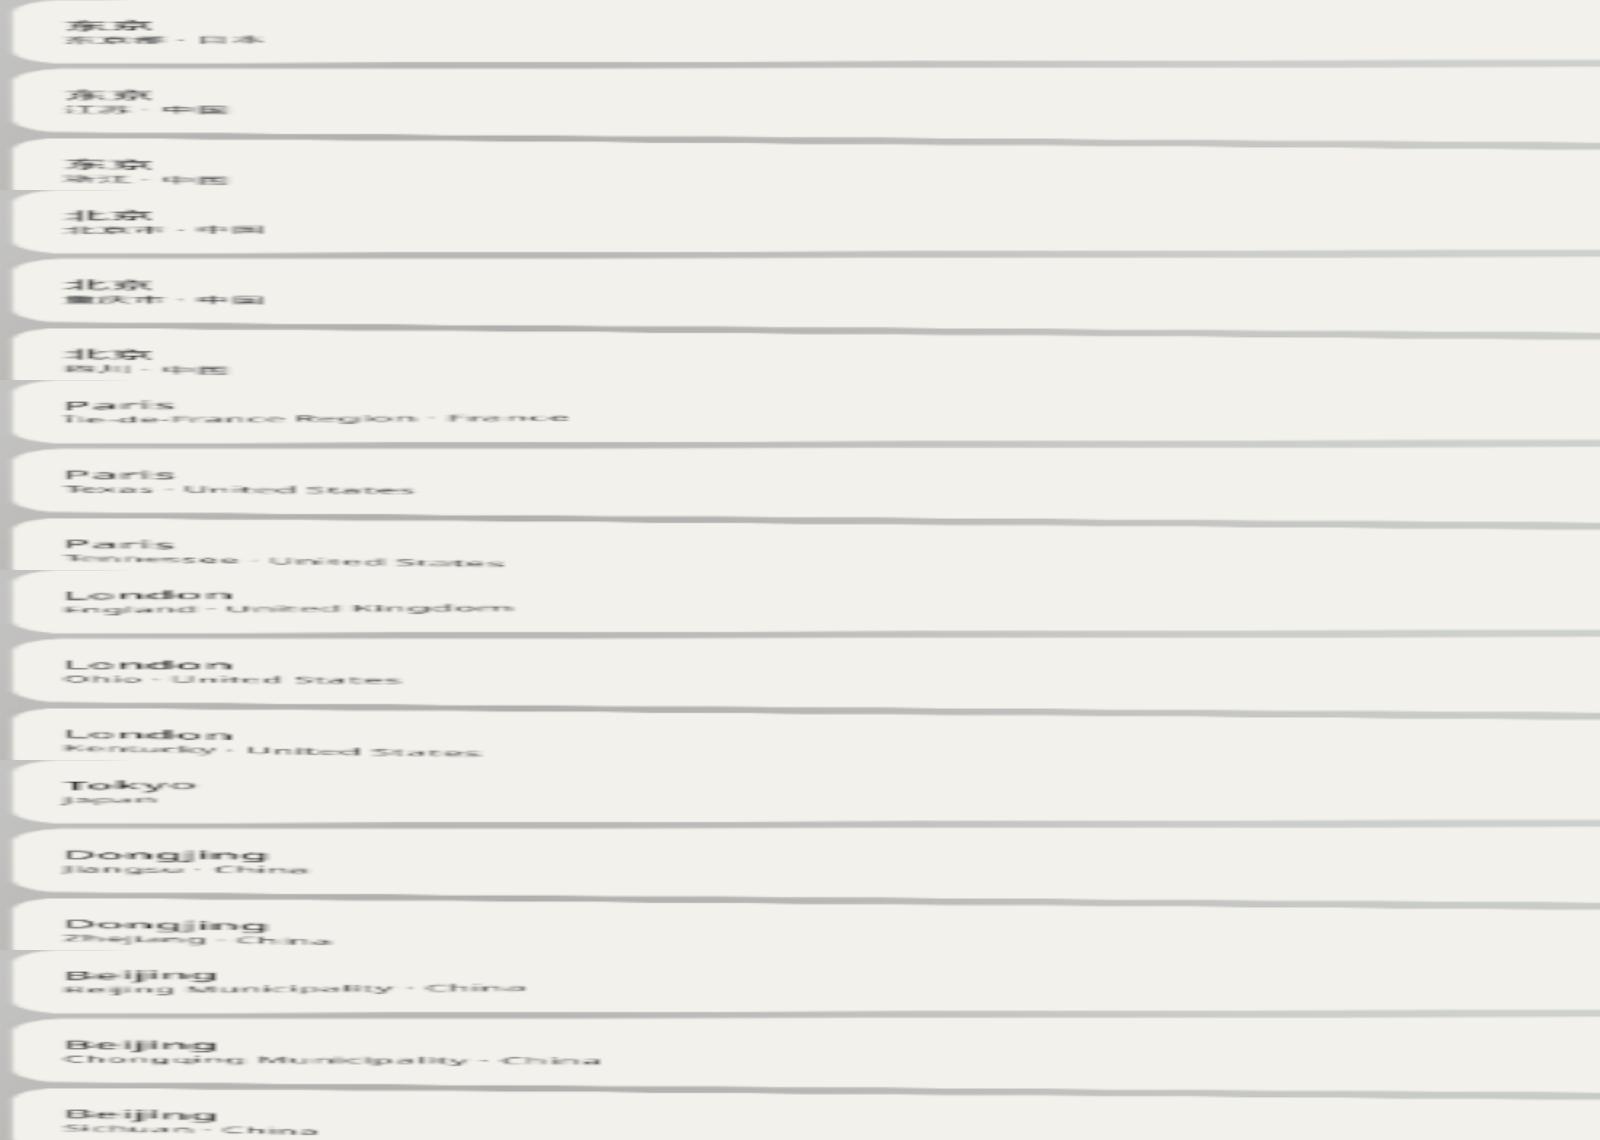 东京
东京都 · 日本
东京
江苏 · 中国
东京
浙江 · 中国
北京
北京市 · 中国
北京
重庆市 · 中国
北京
四川 · 中国
Paris
Île-de-France Region · France
Paris
Texas · United States
Paris
Tennessee · United States
London
England · United Kingdom
London
Ohio · United States
London
Kentucky · United States
Tokyo
Japan
Dongjing
Jiangsu · China
Dongjing
Zhejiang · China
Beijing
Beijing Municipality · China
Beijing
Chongqing Municipality · China
Beijing
Sichuan · China